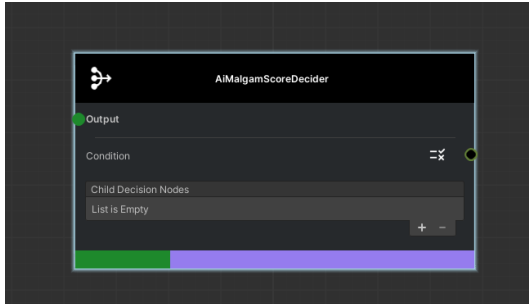 AiMalgamScoreDecider
Output
Condition
Child Decision Nodes
List is Empty
+ −